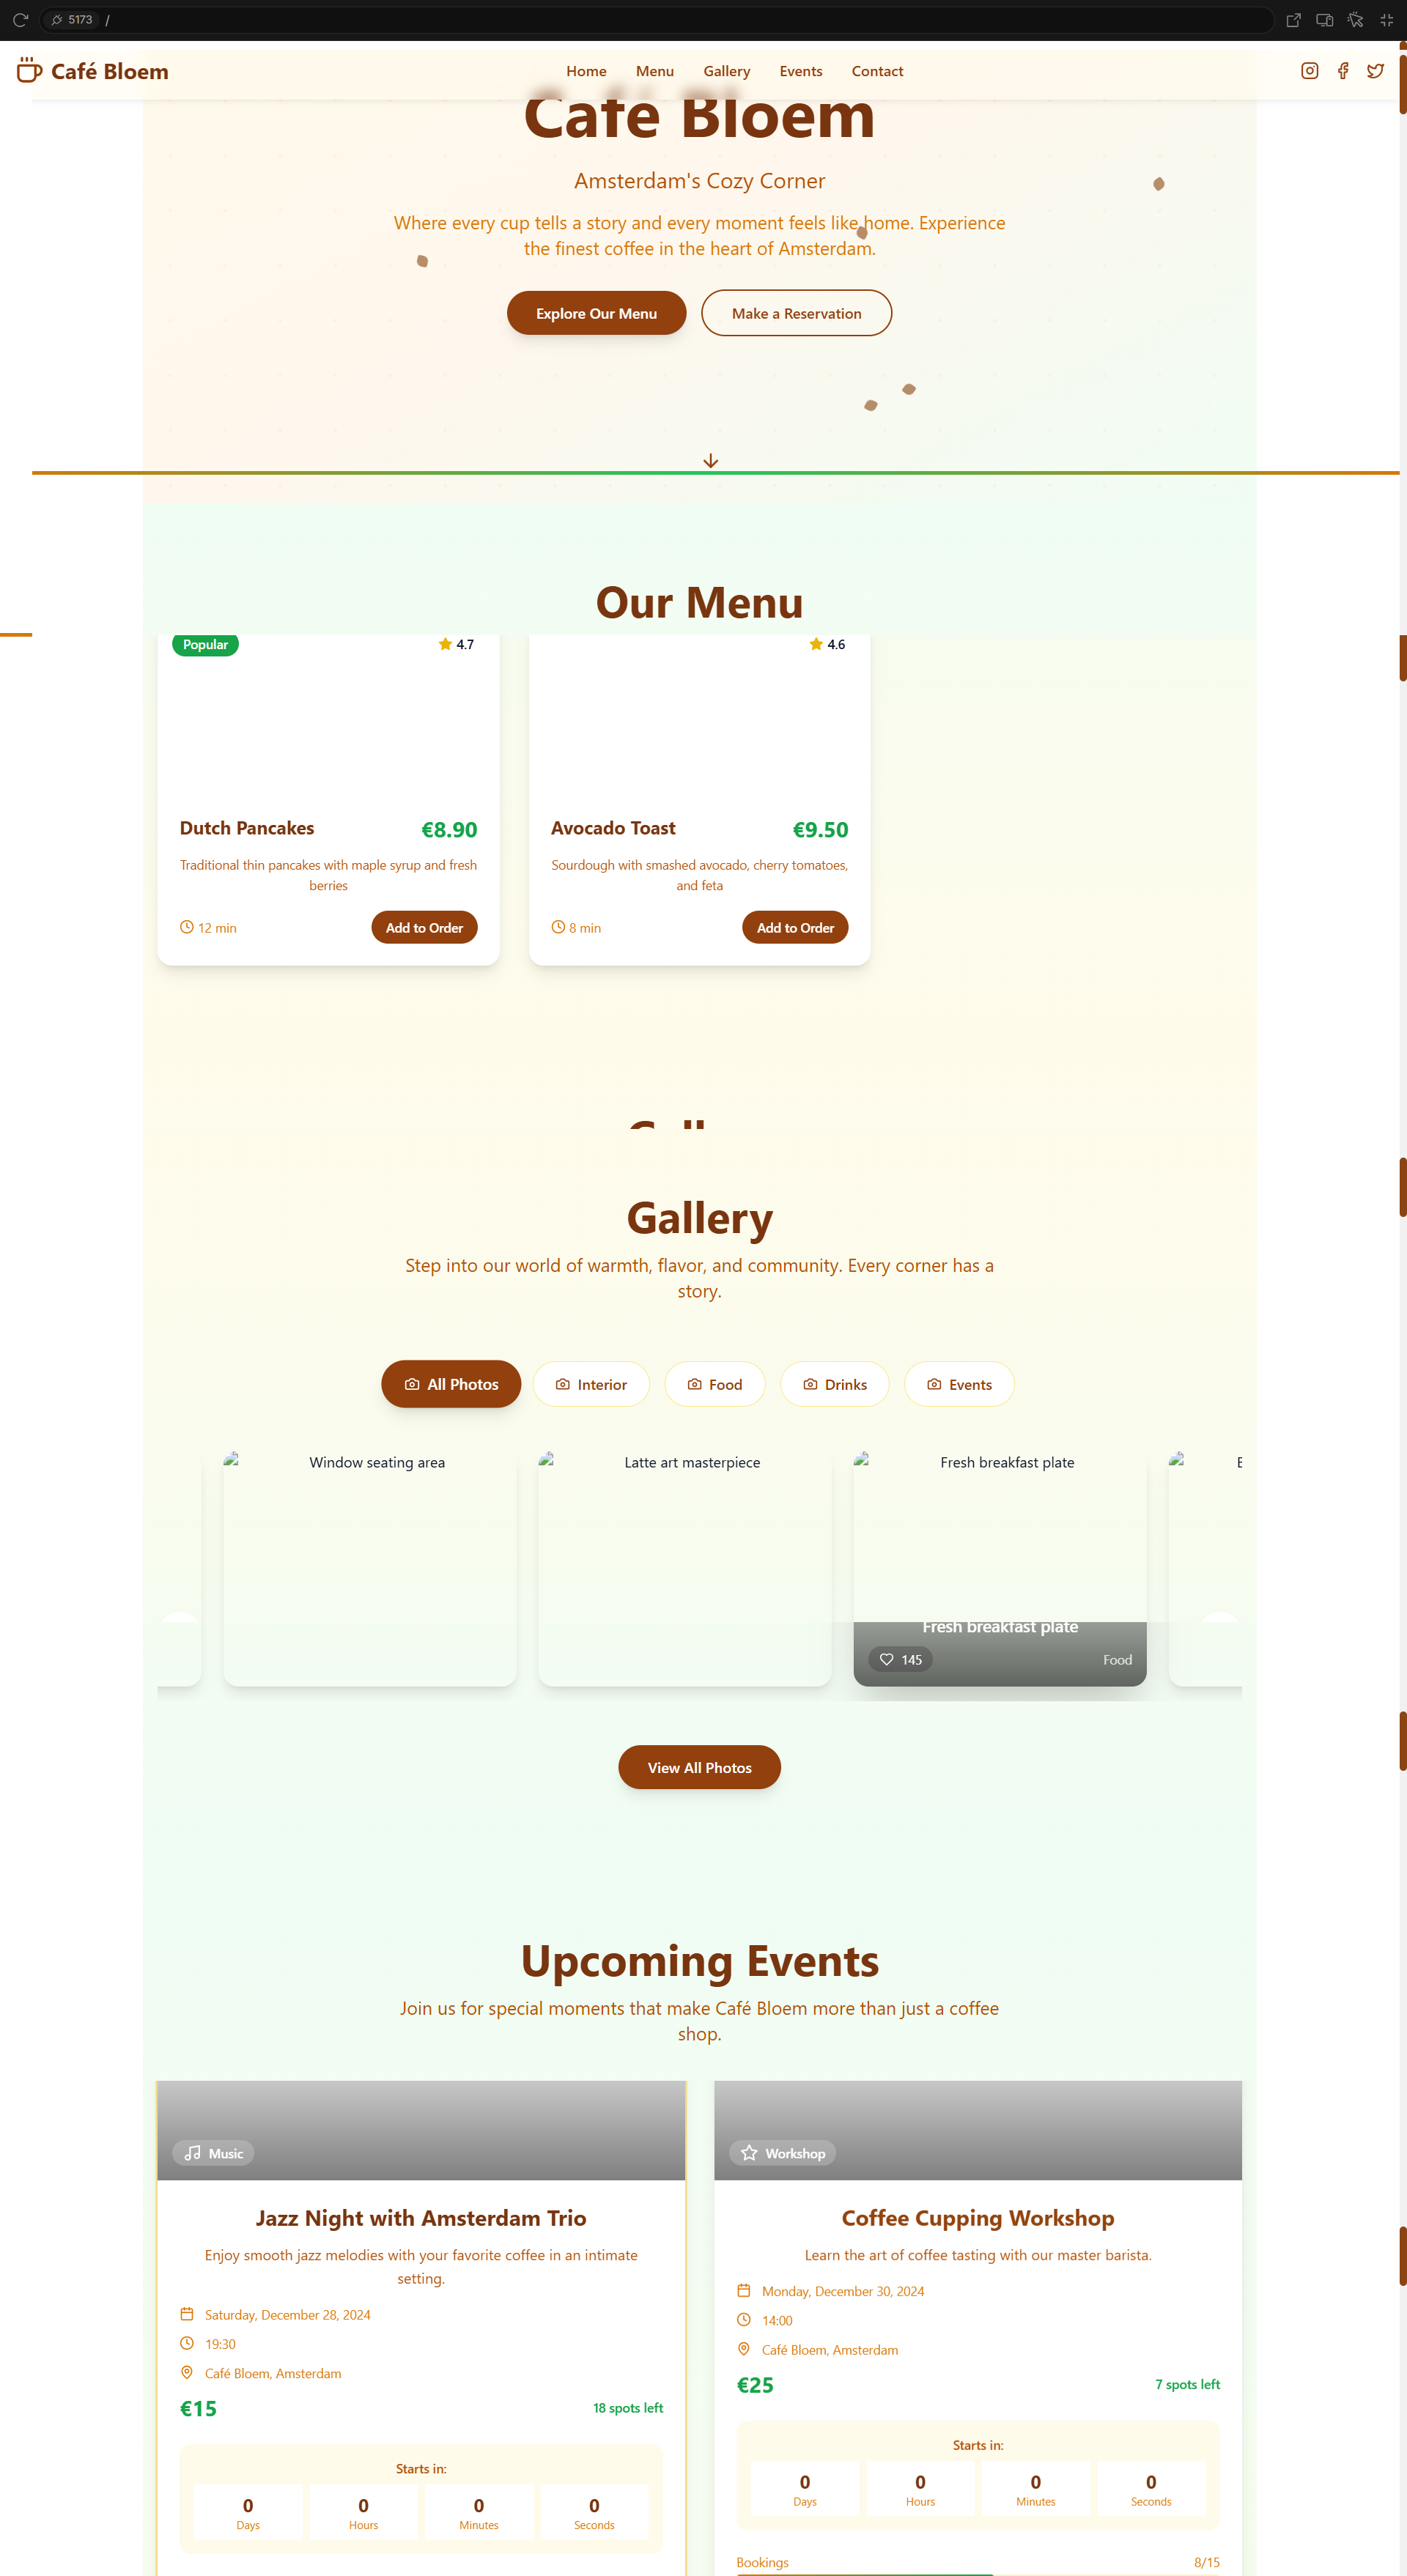 5173 /
Café Bloem
Home Menu Gallery Events Contact
Café Bloem
Amsterdam's Cozy Corner
Where every cup tells a story and every moment feels like home. Experience
the finest coffee in the heart of Amsterdam.
Explore Our Menu Make a Reservation
Our Menu
Popular 4.7 4.6
Dutch Pancakes €8.90 Avocado Toast €9.50
Traditional thin pancakes with maple syrup and fresh
berries
Sourdough with smashed avocado, cherry tomatoes,
and feta
12 min Add to Order 8 min Add to Order
Gallery
Step into our world of warmth, flavor, and community. Every corner has a
story.
All Photos Interior Food Drinks Events
Window seating area Latte art masterpiece Fresh breakfast plate
Fresh breakfast plate
145 Food
View All Photos
Upcoming Events
Join us for special moments that make Café Bloem more than just a coffee
shop.
Music
Jazz Night with Amsterdam Trio
Enjoy smooth jazz melodies with your favorite coffee in an intimate
setting.
Saturday, December 28, 2024
19:30
Café Bloem, Amsterdam
€15 18 spots left
Starts in:
0 0 0 0
Days Hours Minutes Seconds
Workshop
Coffee Cupping Workshop
Learn the art of coffee tasting with our master barista.
Monday, December 30, 2024
14:00
Café Bloem, Amsterdam
€25 7 spots left
Starts in:
0 0 0 0
Days Hours Minutes Seconds
Bookings 8/15